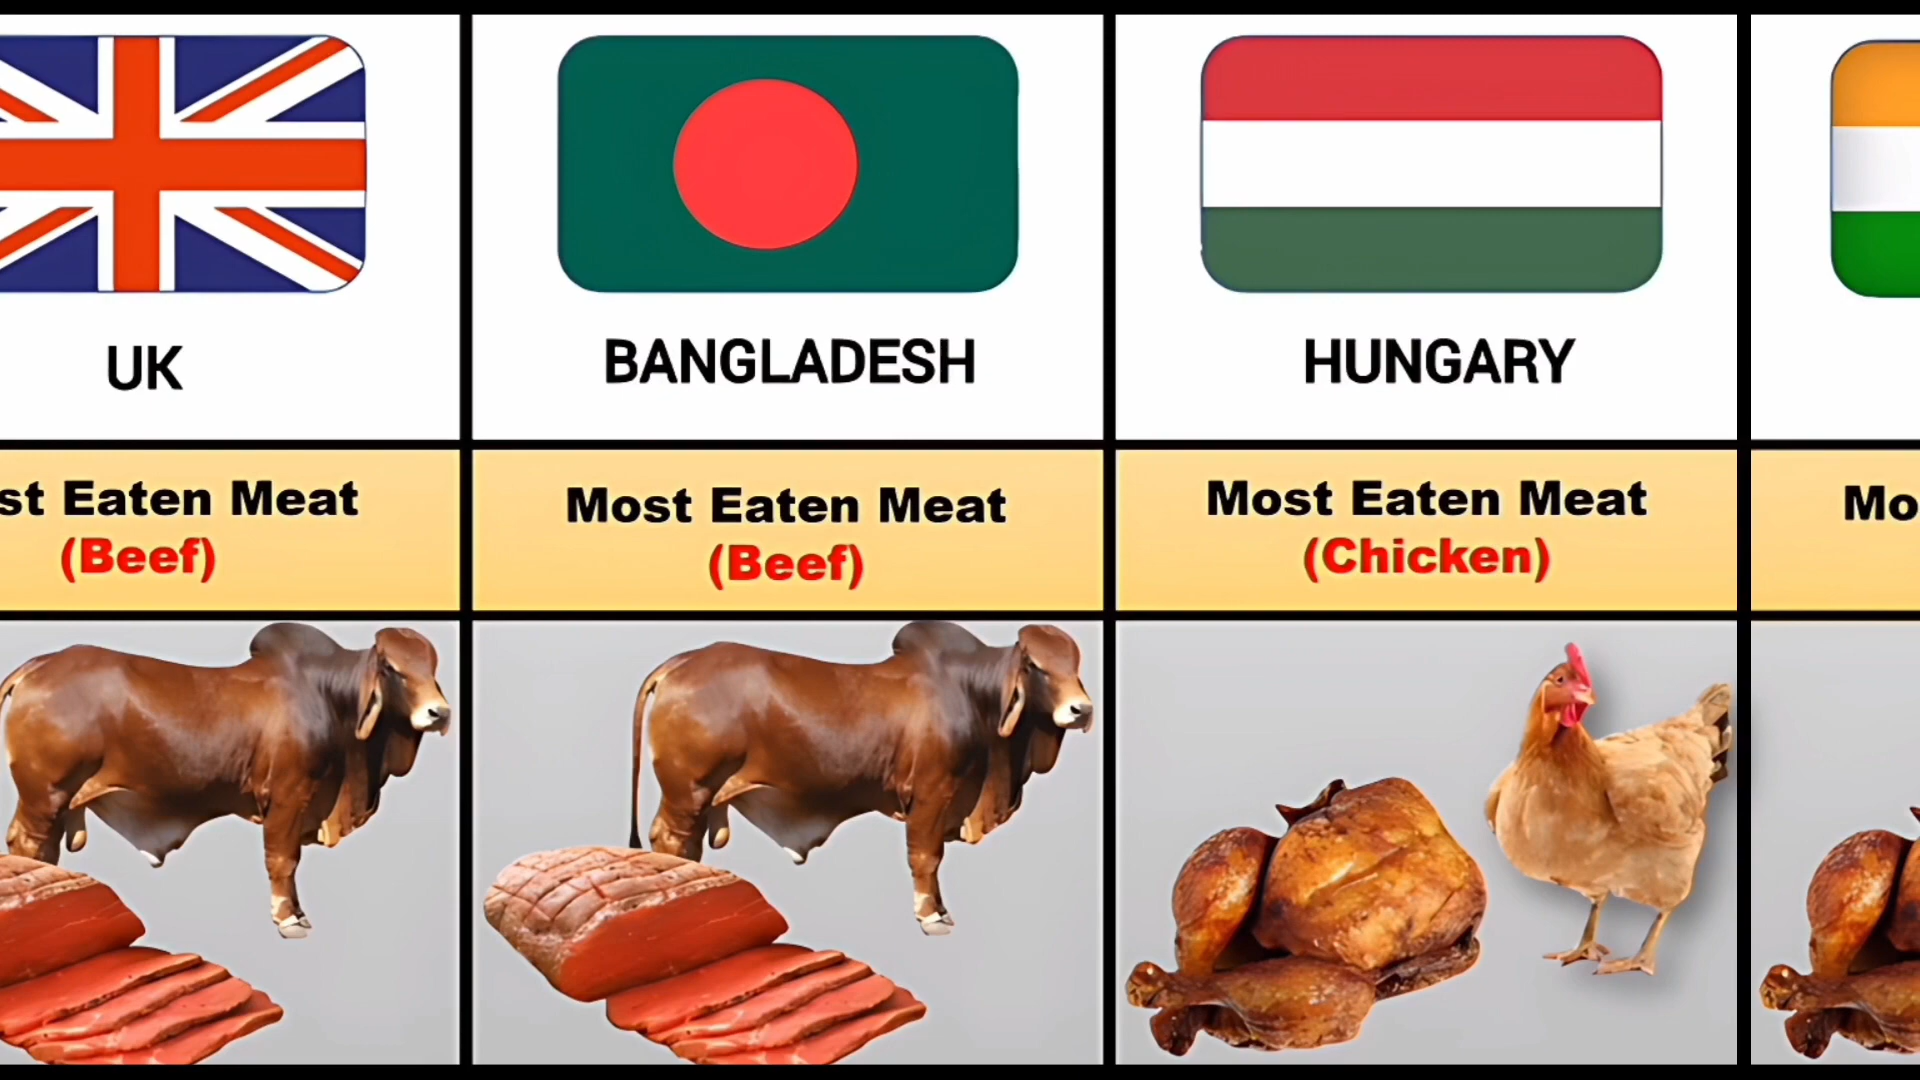 UK
BANGLADESH
HUNGARY
st Eaten Meat
(Beef)
Most Eaten Meat
(Beef)
Most Eaten Meat
(Chicken)
Mo